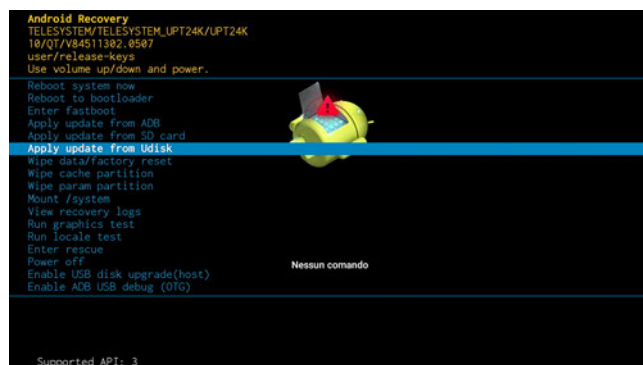 Android Recovery
TELESYSTEM/TELESYSTEM_UPT24K/UPT24K
10/QT/V84511302.0507
user/release-keys
Use volume up/down and power.
Reboot system now
Reboot to bootloader
Enter fastboot
Apply update from ADB
Apply update from SD card
Apply update from Udisk
Wipe data/factory reset
Wipe cache partition
Wipe param partition
Mount /system
View recovery logs
Run graphics test
Run locale test
Enter rescue
Power off
Nessun comando
Enable USB disk upgrade(host)
Enable ADB USB debug (OTG)
Supported API: 3